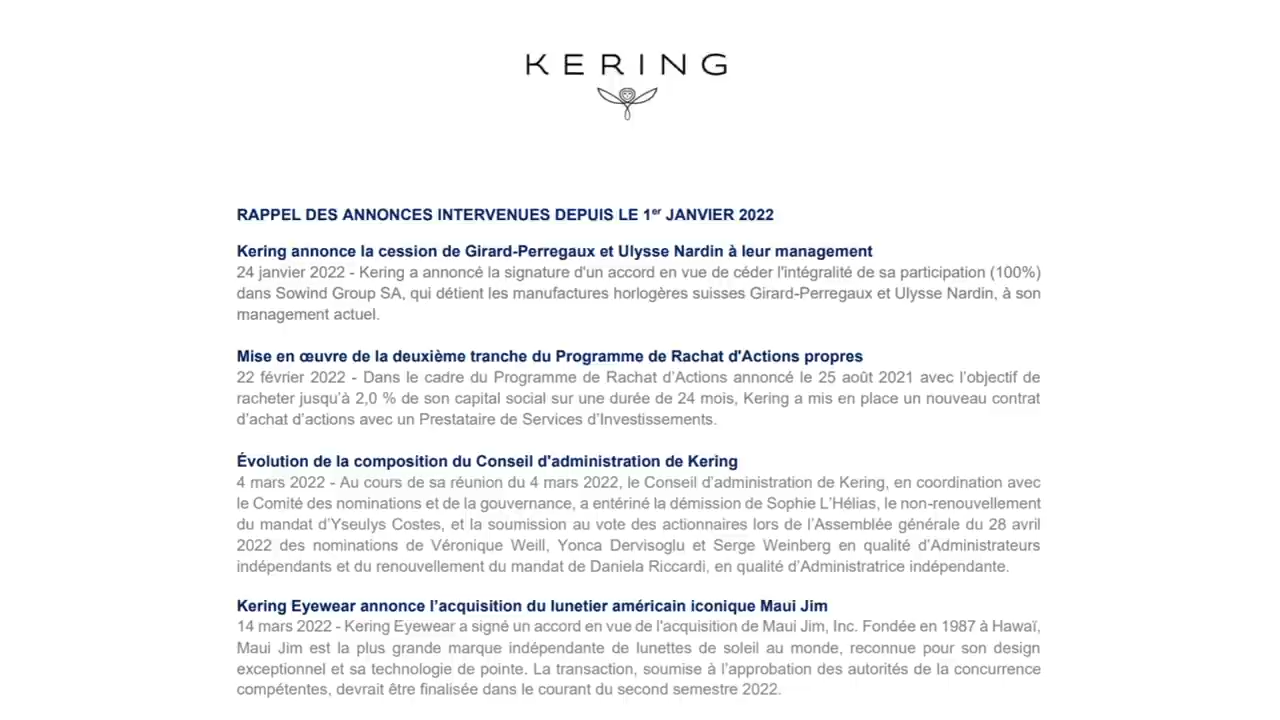 KERING
RAPPEL DES ANNONCES INTERVENUES DEPUIS LE 1er JANVIER 2022
Kering annonce la cession de Girard-Perregaux et Ulysse Nardin à leur management
24 janvier 2022 - Kering a annoncé la signature d'un accord en vue de céder l'intégralité de sa participation (100%)
dans Sowind Group SA, qui détient les manufactures horlogères suisses Girard-Perregaux et Ulysse Nardin, à son
management actuel.
Mise en œuvre de la deuxième tranche du Programme de Rachat d'Actions propres
22 février 2022 - Dans le cadre du Programme de Rachat d’Actions annoncé le 25 août 2021 avec l’objectif de
racheter jusqu’à 2,0 % de son capital social sur une durée de 24 mois, Kering a mis en place un nouveau contrat
d’achat d’actions avec un Prestataire de Services d’Investissements.
Évolution de la composition du Conseil d'administration de Kering
4 mars 2022 - Au cours de sa réunion du 4 mars 2022, le Conseil d’administration de Kering, en coordination avec
le Comité des nominations et de la gouvernance, a entériné la démission de Sophie L’Hélias, le non-renouvellement
du mandat d’Yseulys Costes, et la soumission au vote des actionnaires lors de l’Assemblée générale du 28 avril
2022 des nominations de Véronique Weill, Yonca Dervisoglu et Serge Weinberg en qualité d’Administrateurs
indépendants et du renouvellement du mandat de Daniela Riccardi, en qualité d’Administratrice indépendante.
Kering Eyewear annonce l’acquisition du lunetier américain iconique Maui Jim
14 mars 2022 - Kering Eyewear a signé un accord en vue de l'acquisition de Maui Jim, Inc. Fondée en 1987 à Hawaï,
Maui Jim est la plus grande marque indépendante de lunettes de soleil au monde, reconnue pour son design
exceptionnel et sa technologie de pointe. La transaction, soumise à l’approbation des autorités de la concurrence
compétentes, devrait être finalisée dans le courant du second semestre 2022.